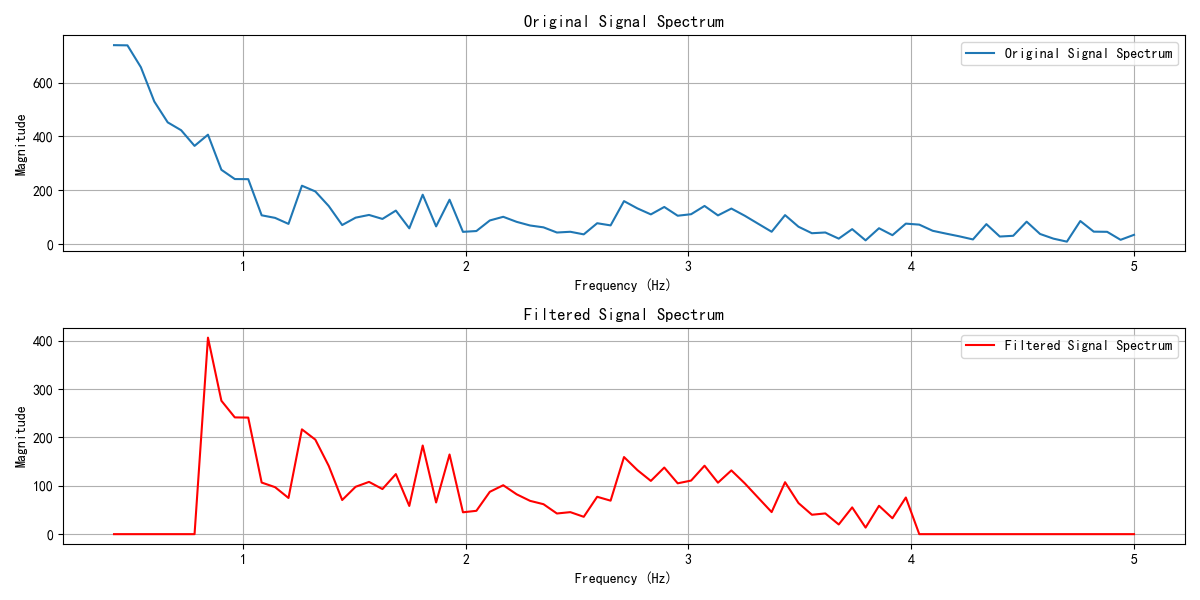 Original Signal Spectrum
Original Signal Spectrum
Magnitude
600
400
200
0
1 2 3 4 5
Frequency (Hz)
Filtered Signal Spectrum
Filtered Signal Spectrum
Magnitude
400
300
200
100
0
1 2 3 4 5
Frequency (Hz)